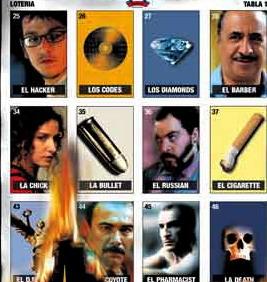 LOTERIA TABLA 1
25 26 27
EL HACKER LOS CODES LOS DIAMONDS EL BARBER
34 35 36 37
LA CHICK LA BULLET EL RUSSIAN EL CIGARETTE
43 44 45 46
COYOTE EL PHARMACIST LA DEATH